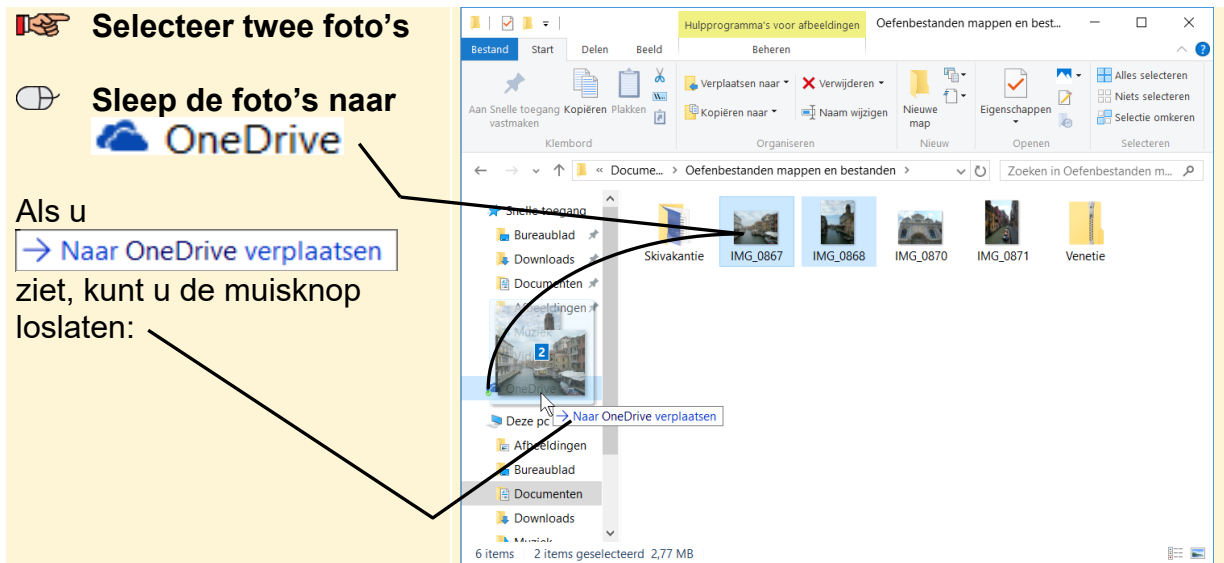 Selecteer twee foto's
Sleep de foto's naar
OneDrive
Als u
→ Naar OneDrive verplaatsen
ziet, kunt u de muisknop
loslaten:
Hulpprogramma's voor afbeeldingen
Oefenbestanden mappen en best...
Bestand
Start
Delen
Beeld
Beheren
Aan Snelle toegang
vastmaken
Kopiëren
Plakken
Klembord
Verplaatsen naar
Kopiëren naar
Verwijderen
Naam wijzigen
Organiseren
Nieuwe
map
Nieuw
Eigenschappen
Openen
Alles selecteren
Niets selecteren
Selectie omkeren
Selecteren
« Docume... > Oefenbestanden mappen en bestanden >
Zoeken in Oefenbestanden m...
Snelle toegang
Bureaublad
Downloads
Documenten
Afbeeldingen
Muziek
2
OneDrive
→ Naar OneDrive verplaatsen
Deze pc
Afbeeldingen
Bureaublad
Documenten
Downloads
Muziek
Skivakantie
IMG_0867
IMG_0868
IMG_0870
IMG_0871
Venetie
6 items
2 items geselecteerd 2,77 MB